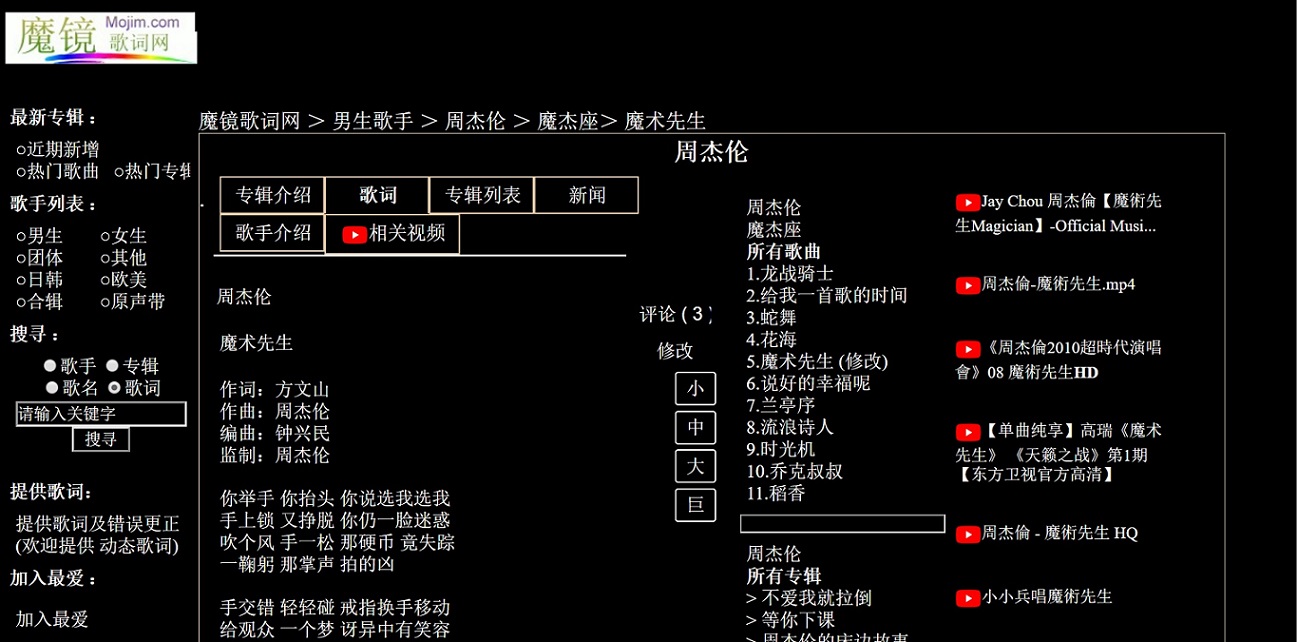 魔镜 Mojim.com
歌词网
最新专辑：
○近期新增
○热门歌曲 ○热门专辑
歌手列表：
○男生 ○女生
○团体 ○其他
○日韩 ○欧美
○合辑 ○原声带
搜寻：
歌手 专辑
歌名 歌词
请输入关键字
搜寻
提供歌词:
提供歌词及错误更正
(欢迎提供 动态歌词)
加入最爱：
加入最爱
魔镜歌词网 > 男生歌手 > 周杰伦 > 魔杰座> 魔术先生
周杰伦
专辑介绍 歌词 专辑列表 新闻
歌手介绍 相关视频
周杰伦
魔术先生
作词：方文山
作曲：周杰伦
编曲：钟兴民
监制：周杰伦
你举手 你抬头 你说选我选我
手上锁 又挣脱 你仍一脸迷惑
吹个风 手一松 那硬币 竟失踪
一鞠躬 那掌声 拍的凶
手交错 轻轻碰 戒指换手移动
给观众 一个梦 讶异中有笑容
评论 ( 3 )
修改
小
中
大
巨
周杰伦
魔杰座
所有歌曲
1.龙战骑士
2.给我一首歌的时间
3.蛇舞
4.花海
5.魔术先生 (修改)
6.说好的幸福呢
7.兰亭序
8.流浪诗人
9.时光机
10.乔克叔叔
11.稻香
周杰伦
所有专辑
> 不爱我就拉倒
> 等你下课
> 周杰伦的床边故事
Jay Chou 周杰倫【魔術先
生Magician】-Official Musi...
周杰倫-魔術先生.mp4
《周杰倫2010超時代演唱
會》08 魔術先生HD
【单曲纯享】高瑞《魔术
先生》 《天籁之战》第1期
【东方卫视官方高清】
周杰倫 - 魔術先生 HQ
小小兵唱魔術先生